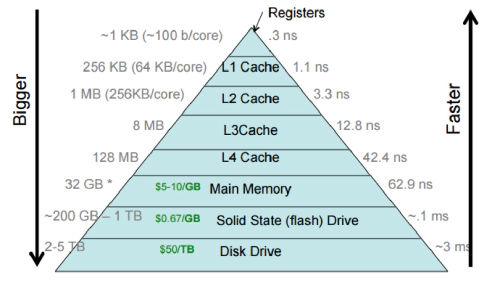 Registers
~1 KB (~100 b/core) .3 ns
256 KB (64 KB/core) L1 Cache 1.1 ns
1 MB (256KB/core) L2 Cache 3.3 ns
8 MB L3Cache 12.8 ns
128 MB L4 Cache 42.4 ns
32 GB * $5-10/GB Main Memory 62.9 ns
~200 GB – 1 TB $0.67/GB Solid State (flash) Drive ~.1 ms
2-5 TB $50/TB Disk Drive ~3 ms
Bigger
Faster